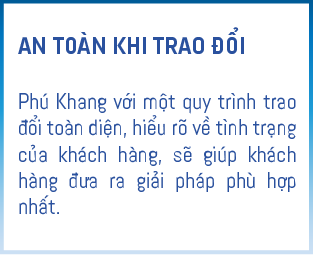 AN TOÀN KHI TRAO ĐỔI
Phú Khang với một quy trình trao
đổi toàn diện, hiểu rõ về tình trạng
của khách hàng, sẽ giúp khách
hàng đưa ra giải pháp phù hợp
nhất.